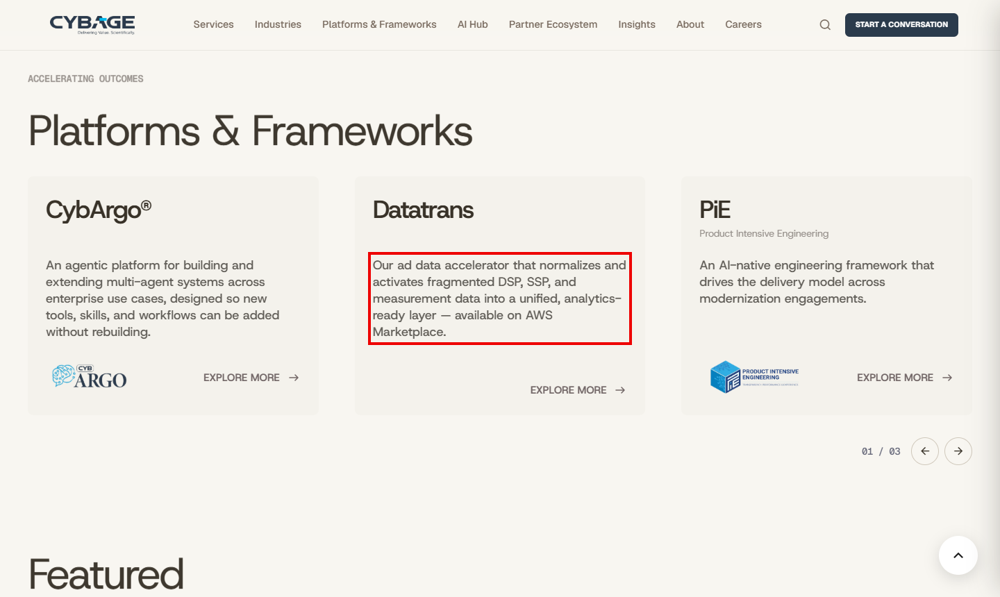 CYBAGE
Delivering Value. Scientifically.
Services
Industries
Platforms & Frameworks
AI Hub
Partner Ecosystem
Insights
About
Careers
START A CONVERSATION
ACCELERATING OUTCOMES
Platforms & Frameworks
CybArgo®
An agentic platform for building and
extending multi-agent systems across
enterprise use cases, designed so new
tools, skills, and workflows can be added
without rebuilding.
CYB
ARGO
EXPLORE MORE
Datatrans
Our ad data accelerator that normalizes and
activates fragmented DSP, SSP, and
measurement data into a unified, analytics-
ready layer — available on AWS
Marketplace.
EXPLORE MORE
PiE
Product Intensive Engineering
An AI-native engineering framework that
drives the delivery model across
modernization engagements.
PRODUCT INTENSIVE
ENGINEERING
EXPLORE MORE
01 / 03
Featured